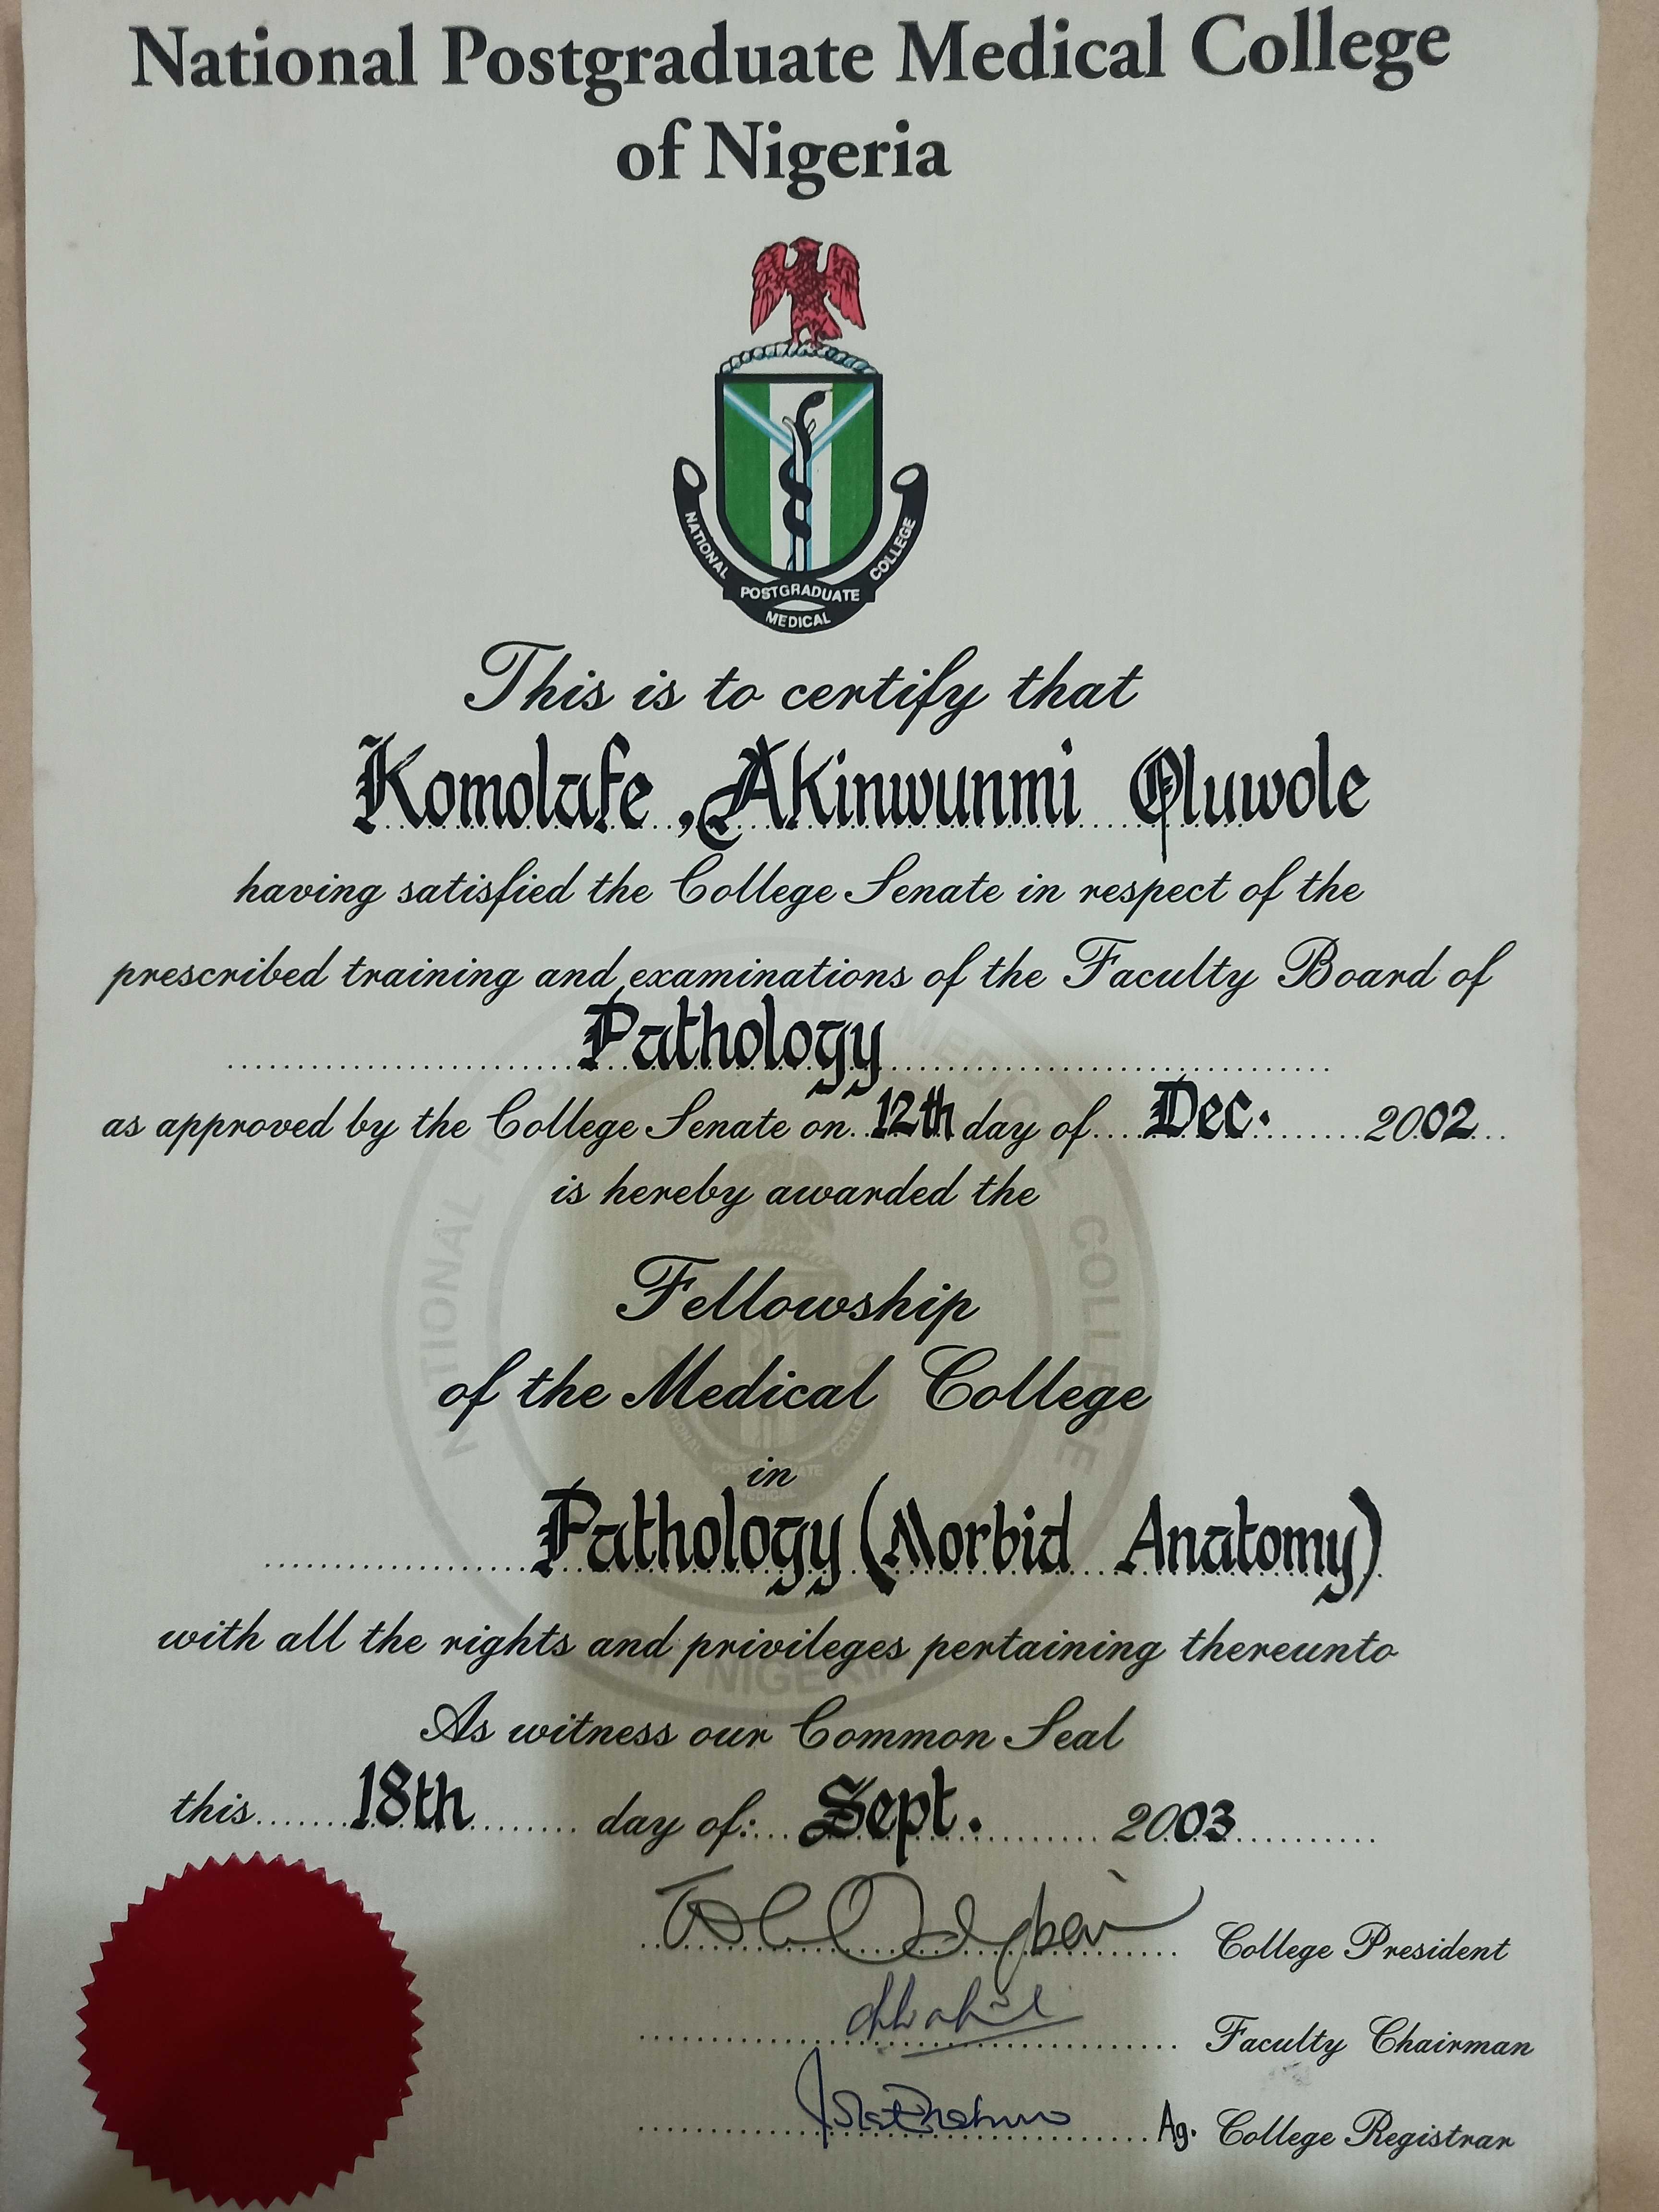 National Postgraduate Medical College
of Nigeria
NATIONAL POSTGRADUATE MEDICAL COLLEGE
This is to certify that
Komolafe, Akinwunmi Oluwole
having satisfied the College Senate in respect of the
prescribed training and examinations of the Faculty Board of
Pathology
as approved by the College Senate on 12th day of Dec. 2002
is hereby awarded the
Fellowship
of the Medical College
in
Pathology (Morbid Anatomy)
with all the rights and privileges pertaining thereunto
As witness our Common Seal
this 18th day of: Sept. 2003
College President
Faculty Chairman
Ag. College Registrar